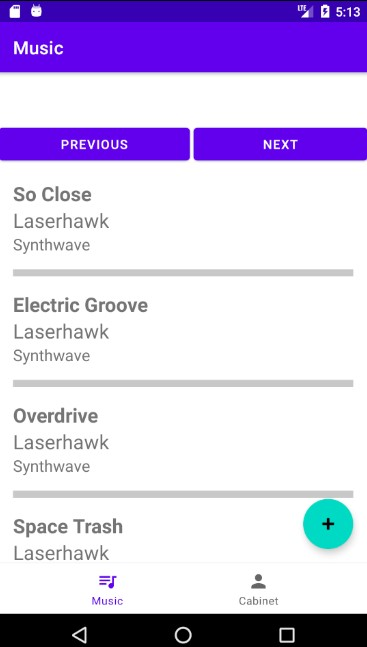 LTE 5:13
Music
PREVIOUS NEXT
So Close
Laserhawk
Synthwave
Electric Groove
Laserhawk
Synthwave
Overdrive
Laserhawk
Synthwave
Space Trash
+
Laserhawk
Music Cabinet